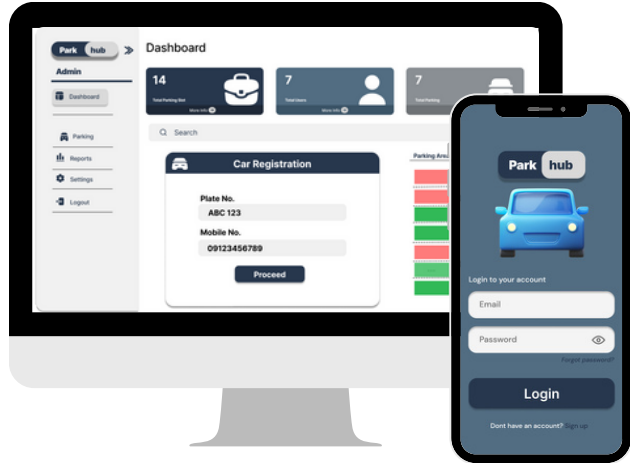 Park hub
Admin
Dashboard
Parking
Reports
Settings
Logout
Dashboard
14
Total Parking Slot
More Info
7
Total Users
More Info
7
Total Parking
Search
Car Registration
Plate No.
ABC 123
Mobile No.
09123456789
Proceed
Parking Area
Park hub
Login to your account
Email
Password
Forgot password?
Login
Dont have an account? Sign up